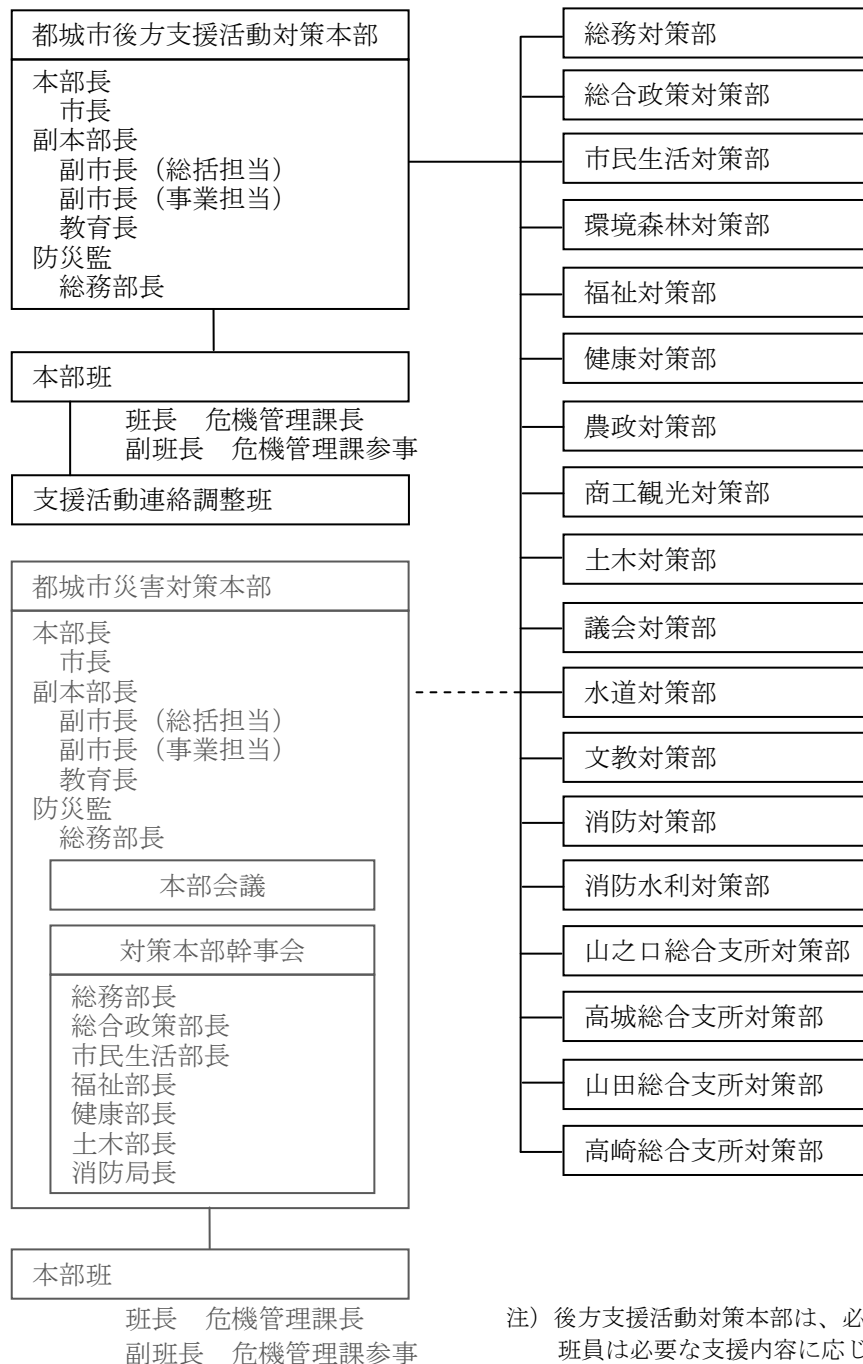 都城市後方支援活動対策本部
本部長
市長
副本部長
副市長（総括担当）
副市長（事業担当）
教育長
防災監
総務部長
本部班
班長　危機管理課長
副班長　危機管理課参事
支援活動連絡調整班
都城市災害対策本部
本部長
市長
副本部長
副市長（総括担当）
副市長（事業担当）
教育長
防災監
総務部長
本部会議
対策本部幹事会
総務部長
総合政策部長
市民生活部長
福祉部長
健康部長
土木部長
消防局長
本部班
班長　危機管理課長
副班長　危機管理課参事
総務対策部
総合政策対策部
市民生活対策部
環境森林対策部
福祉対策部
健康対策部
農政対策部
商工観光対策部
土木対策部
議会対策部
水道対策部
文教対策部
消防対策部
消防水利対策部
山之口総合支所対策部
高城総合支所対策部
山田総合支所対策部
高崎総合支所対策部
注）後方支援活動対策本部は、必
班員は必要な支援内容に応じ